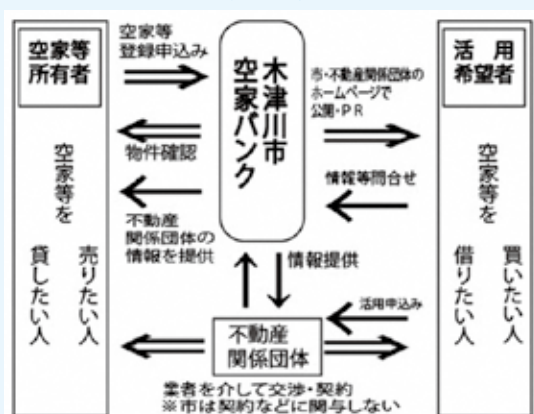 空家等
所有者
空家等を
売りたい人
貸したい人
空家等
登録申込み
物件確認
不動産
関係団体の
情報を提供
木津川市
空家バンク
市・不動産関係団体の
ホームページで
公開・PR
情報等問合せ
情報提供
活用申込み
不動産
関係団体
業者を介して交渉・契約
※市は契約などに関与しない
活用
希望者
空家等を
買いたい人
借りたい人